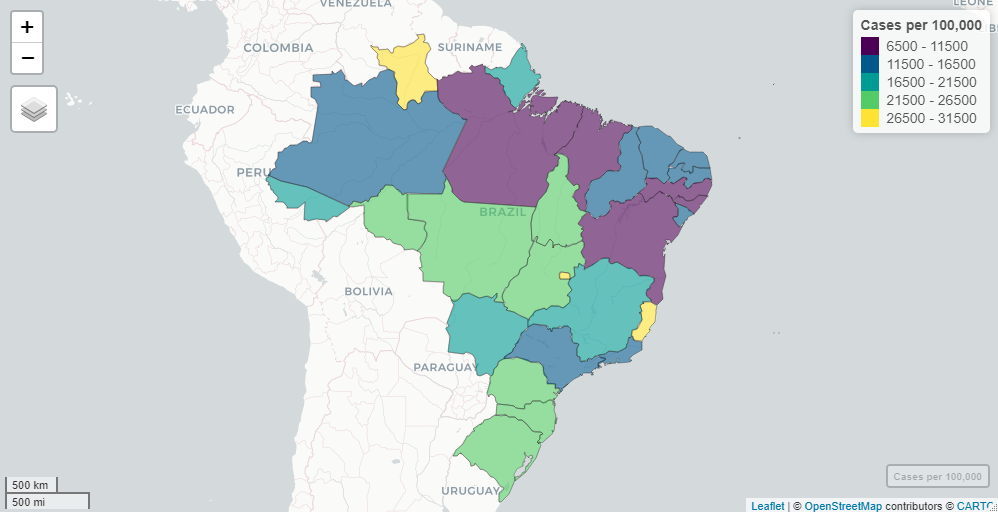 VENEZUELA
LEONE
+
−
COLOMBIA
SURINAME
Cases per 100,000
6500 - 11500
11500 - 16500
16500 - 21500
21500 - 26500
26500 - 31500
ECUADOR
PERU
BRAZIL
BOLIVIA
PARAGUAY
URUGUAY
500 km
500 mi
Cases per 100,000
Leaflet | © OpenStreetMap contributors © CARTO